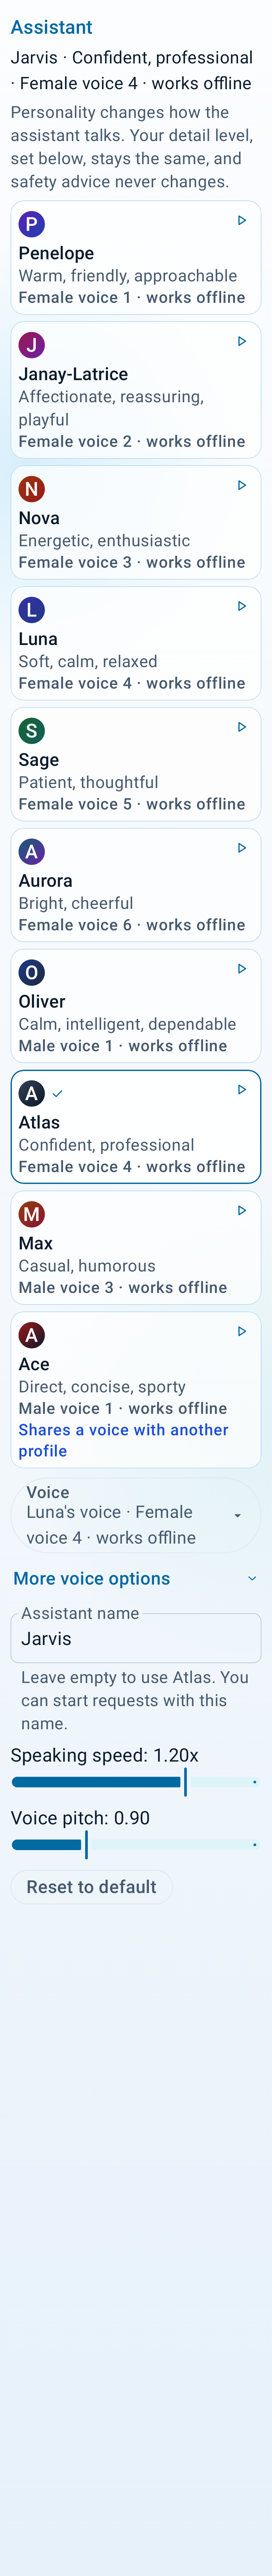 Assistant
Jarvis · Confident, professional
· Female voice 4 · works offline
Personality changes how the
assistant talks. Your detail level,
set below, stays the same, and
safety advice never changes.
P
Penelope
Warm, friendly, approachable
Female voice 1 · works offline
J
Janay-Latrice
Affectionate, reassuring,
playful
Female voice 2 · works offline
N
Nova
Energetic, enthusiastic
Female voice 3 · works offline
L
Luna
Soft, calm, relaxed
Female voice 4 · works offline
S
Sage
Patient, thoughtful
Female voice 5 · works offline
A
Aurora
Bright, cheerful
Female voice 6 · works offline
O
Oliver
Calm, intelligent, dependable
Male voice 1 · works offline
A
Atlas
Confident, professional
Female voice 4 · works offline
M
Max
Casual, humorous
Male voice 3 · works offline
A
Ace
Direct, concise, sporty
Male voice 1 · works offline
Shares a voice with another
profile
Voice
Luna's voice · Female
voice 4 · works offline
More voice options
Assistant name
Jarvis
Leave empty to use Atlas. You
can start requests with this
name.
Speaking speed: 1.20x
Voice pitch: 0.90
Reset to default